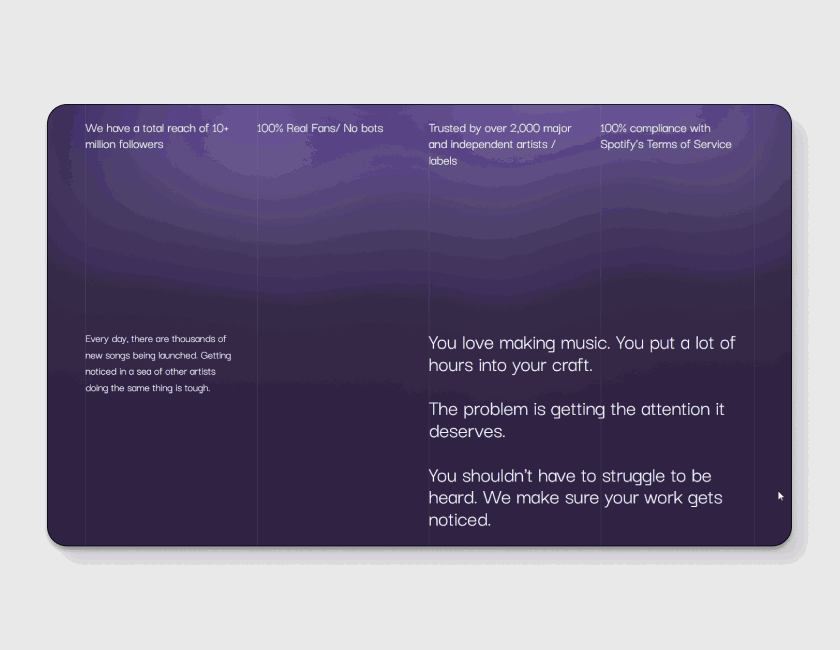 We have a total reach of 10+
million followers
100% Real Fans/ No bots
Trusted by over 2,000 major
and independent artists /
labels
100% compliance with
Spotify's Terms of Service
Every day, there are thousands of
new songs being launched. Getting
noticed in a sea of other artists
doing the same thing is tough.
You love making music. You put a lot of
hours into your craft.
The problem is getting the attention it
deserves.
You shouldn't have to struggle to be
heard. We make sure your work gets
noticed.